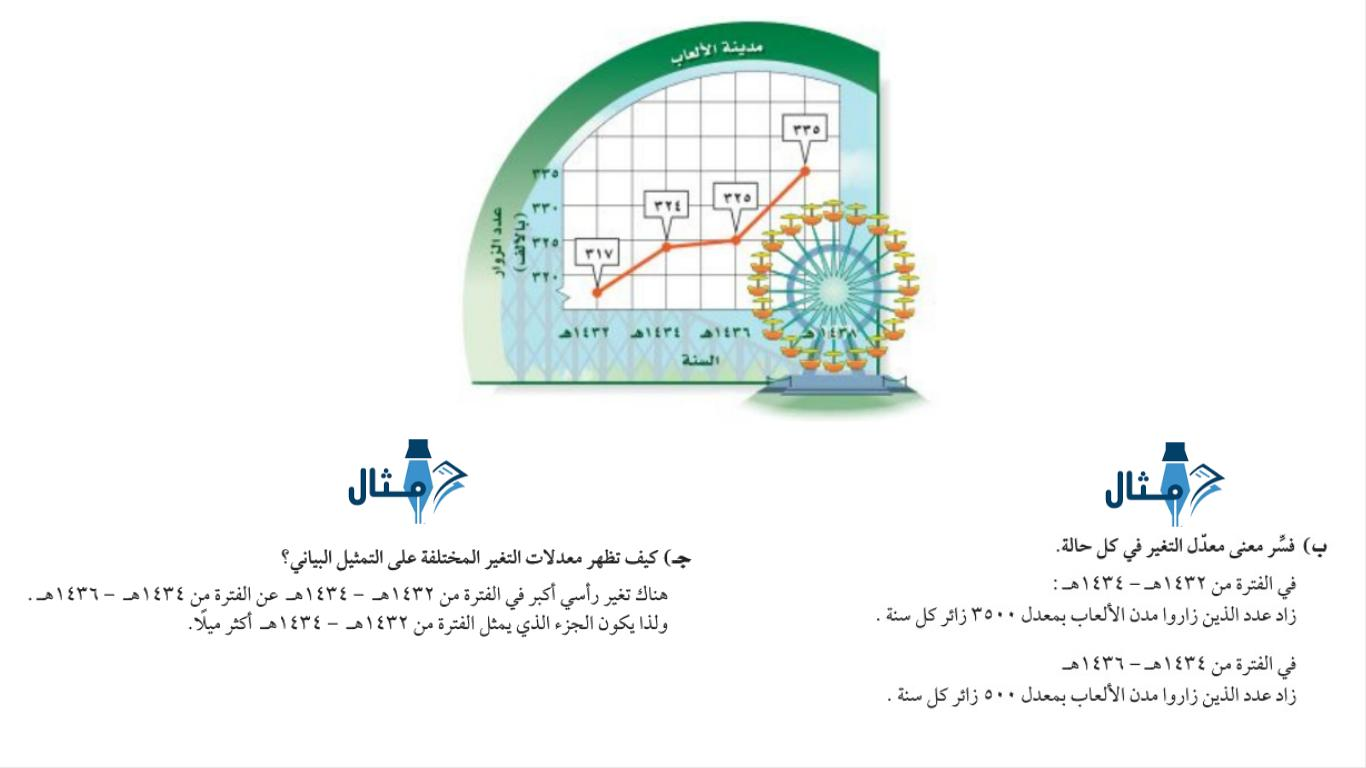 مدينة الألعاب
٣٣٥
٣٢٥
٣٢٤
٣١٧
٣٣٥
٣٣٠
٣٢٥
٣٢٠
عدد الزوار
(بالألف)
١٤٣٢هـ ١٤٣٤هـ ١٤٣٦هـ ١٤٣٨هـ
السنة
مثال
ب) فسِّر معنى معدّل التغير في كل حالة.
في الفترة من ١٤٣٢هـ – ١٤٣٤هـ :
زاد عدد الذين زاروا مدن الألعاب بمعدل ٣٥٠٠ زائر كل سنة .
في الفترة من ١٤٣٤هـ – ١٤٣٦هـ
زاد عدد الذين زاروا مدن الألعاب بمعدل ٥٠٠ زائر كل سنة .
مثال
جـ) كيف تظهر معدلات التغير المختلفة على التمثيل البياني؟
هناك تغير رأسي أكبر في الفترة من ١٤٣٢هـ – ١٤٣٤هـ عن الفترة من ١٤٣٤هـ – ١٤٣٦هـ .
ولذا يكون الجزء الذي يمثل الفترة من ١٤٣٢هـ – ١٤٣٤هـ أكثر ميلًا.